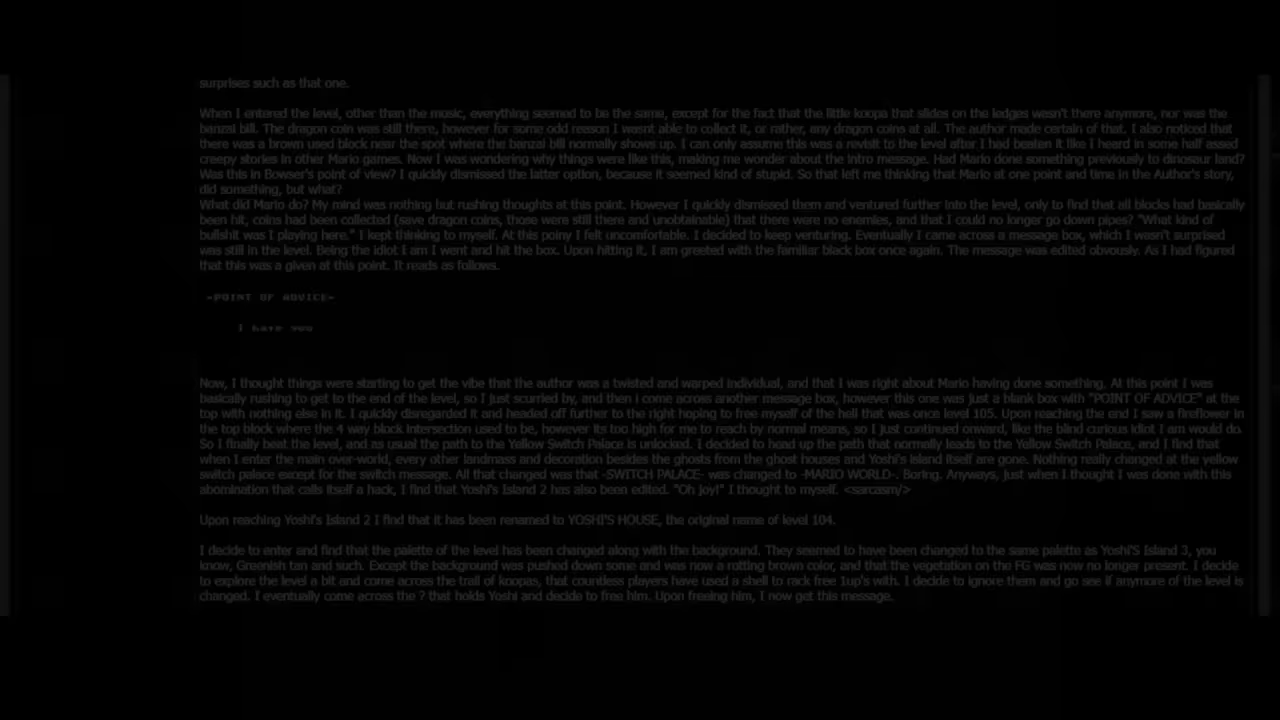 surprises such as that one.
When I entered the level, other than the music, everything seemed to be the same, except for the fact that the little koopa that slides on the ledges wasn't there anymore, nor was the
banzai bill. The dragon coin was still there, however for some odd reason I wasnt able to collect it, or rather, any dragon coins at all. The author made certain of that. I also noticed that
there was a brown used block near the spot where the banzai bill normally shows up. I can only assume this was a revisit to the level after I had beaten it like I heard in some half assed
creepy stories in other Mario games. Now I was wondering why things were like this, making me wonder about the intro message. Had Mario done something previously to dinosaur land?
Was this in Bowser's point of view? I quickly dismissed the latter option, because it seemed kind of stupid. So that left me thinking that Mario at one point and time in the Author's story,
did something, but what?
What did Mario do? My mind was nothing but rushing thoughts at this point. However I quickly dismissed them and ventured further into the level, only to find that all blocks had basically
been hit, coins had been collected (save dragon coins, those were still there and unobtainable) that there were no enemies, and that I could no longer go down pipes? "What kind of
bullshit was I playing here." I kept thinking to myself. At this poiny I felt uncomfortable. I decided to keep venturing. Eventually I came across a message box, which I wasn't surprised
was still in the level. Being the idiot I am I went and hit the box. Upon hitting it, I am greeted with the familiar black box once again. The message was edited obvously. As I had figured
that this was a given at this point. It reads as follows.
-POINT OF ADVICE-
I hate you
Now, I thought things were starting to get the vibe that the author was a twisted and warped individual, and that I was right about Mario having done something. At this point I was
basically rushing to get to the end of the level, so I just scurried by, and then i come across another message box, however this one was just a blank box with "POINT OF ADVICE" at the
top with nothing else in it. I quickly disregarded it and headed off further to the right hoping to free myself of the hell that was once level 105. Upon reaching the end I saw a fireflower in
the top block where the 4 way block intersection used to be, however its too high for me to reach by normal means, so I just continued onward, like the blind curious idiot I am would do.
So I finally beat the level, and as usual the path to the Yellow Switch Palace is unlocked. I decided to head up the path that normally leads to the Yellow Switch Palace, and I find that
when I enter the main over-world, every other landmass and decoration besides the ghosts from the ghost houses and Yoshi's island itself are gone. Nothing really changed at the yellow
switch palace except for the switch message. All that changed was that -SWITCH PALACE- was changed to -MARIO WORLD-. Boring. Anyways, just when I thought I was done with this
abomination that calls itself a hack, I find that Yoshi's Island 2 has also been edited. "Oh joy!" I thought to myself. <sarcasm/>
Upon reaching Yoshi's Island 2 I find that it has been renamed to YOSHI'S HOUSE, the original name of level 104.
I decide to enter and find that the palette of the level has been changed along with the background. They seemed to have been changed to the same palette as Yoshi'S Island 3, you
know, Greenish tan and such. Except the background was pushed down some and was now a rotting brown color, and that the vegetation on the FG was now no longer present. I decide
to explore the level a bit and come across the trail of koopas, that countless players have used a shell to rack free 1up's with. I decide to ignore them and go see if anymore of the level is
changed. I eventually come across the ? that holds Yoshi and decide to free him. Upon freeing him, I now get this message.